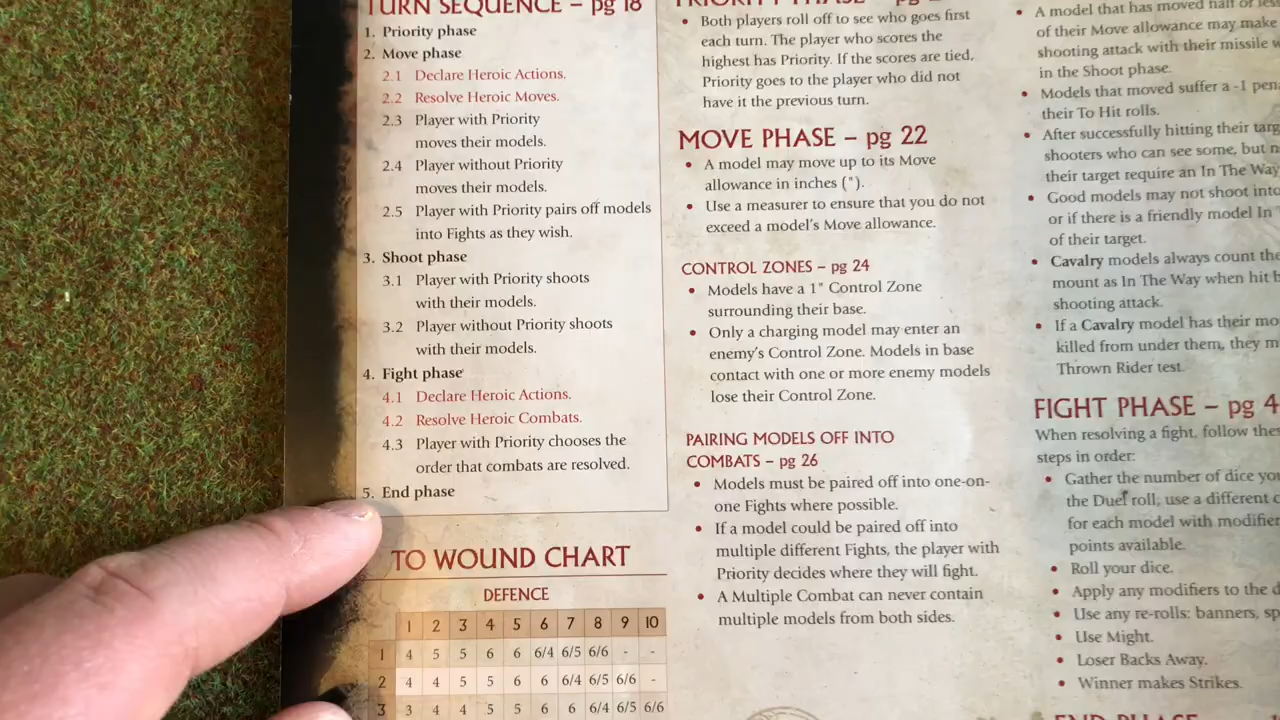 TURN SEQUENCE – pg 18
1. Priority phase
2. Move phase
2.1 Declare Heroic Actions.
2.2 Resolve Heroic Moves.
2.3 Player with Priority
moves their models.
2.4 Player without Priority
moves their models.
2.5 Player with Priority pairs off models
into Fights as they wish.
3. Shoot phase
3.1 Player with Priority shoots
with their models.
3.2 Player without Priority shoots
with their models.
4. Fight phase
4.1 Declare Heroic Actions.
4.2 Resolve Heroic Combats.
4.3 Player with Priority chooses the
order that combats are resolved.
5. End phase
TO WOUND CHART
DEFENCE
1 2 3 4 5 6 7 8 9 10
1 4 5 5 6 6 6/4 6/5 6/6 - -
2 4 4 5 5 6 6 6/4 6/5 6/6 -
3 3 4 4 5 5 6 6 6/4 6/5 6/6
PRIORITY PHASE –
• Both players roll off to see who goes first
each turn. The player who scores the
highest has Priority. If the scores are tied,
Priority goes to the player who did not
have it the previous turn.
MOVE PHASE – pg 22
• A model may move up to its Move
allowance in inches (").
• Use a measurer to ensure that you do not
exceed a model's Move allowance.
CONTROL ZONES – pg 24
• Models have a 1" Control Zone
surrounding their base.
• Only a charging model may enter an
enemy's Control Zone. Models in base
contact with one or more enemy models
lose their Control Zone.
PAIRING MODELS OFF INTO
COMBATS – pg 26
• Models must be paired off into one-on-
one Fights where possible.
• If a model could be paired off into
multiple different Fights, the player with
Priority decides where they will fight.
• A Multiple Combat can never contain
multiple models from both sides.
• A model that has moved half or less
of their Move allowance may make
shooting attack with their missile
in the Shoot phase.
• Models that moved suffer a -1
their To Hit rolls.
• After successfully hitting their
shooters who can see some, but
their target require an In The Way
• Good models may not shoot into
or if there is a friendly model In
of their target.
• Cavalry models always count the
mount as In The Way when hit
shooting attack.
• If a Cavalry model has their
killed from under them, they
Thrown Rider test.
FIGHT PHASE – pg 4
When resolving a fight, follow
steps in order:
• Gather the number of dice
the Duel roll; use a different
for each model with
points available.
• Roll your dice.
• Apply any modifiers to the
• Use any re-rolls: banners,
• Use Might.
• Loser Backs Away.
• Winner makes Strikes.
END PHASE